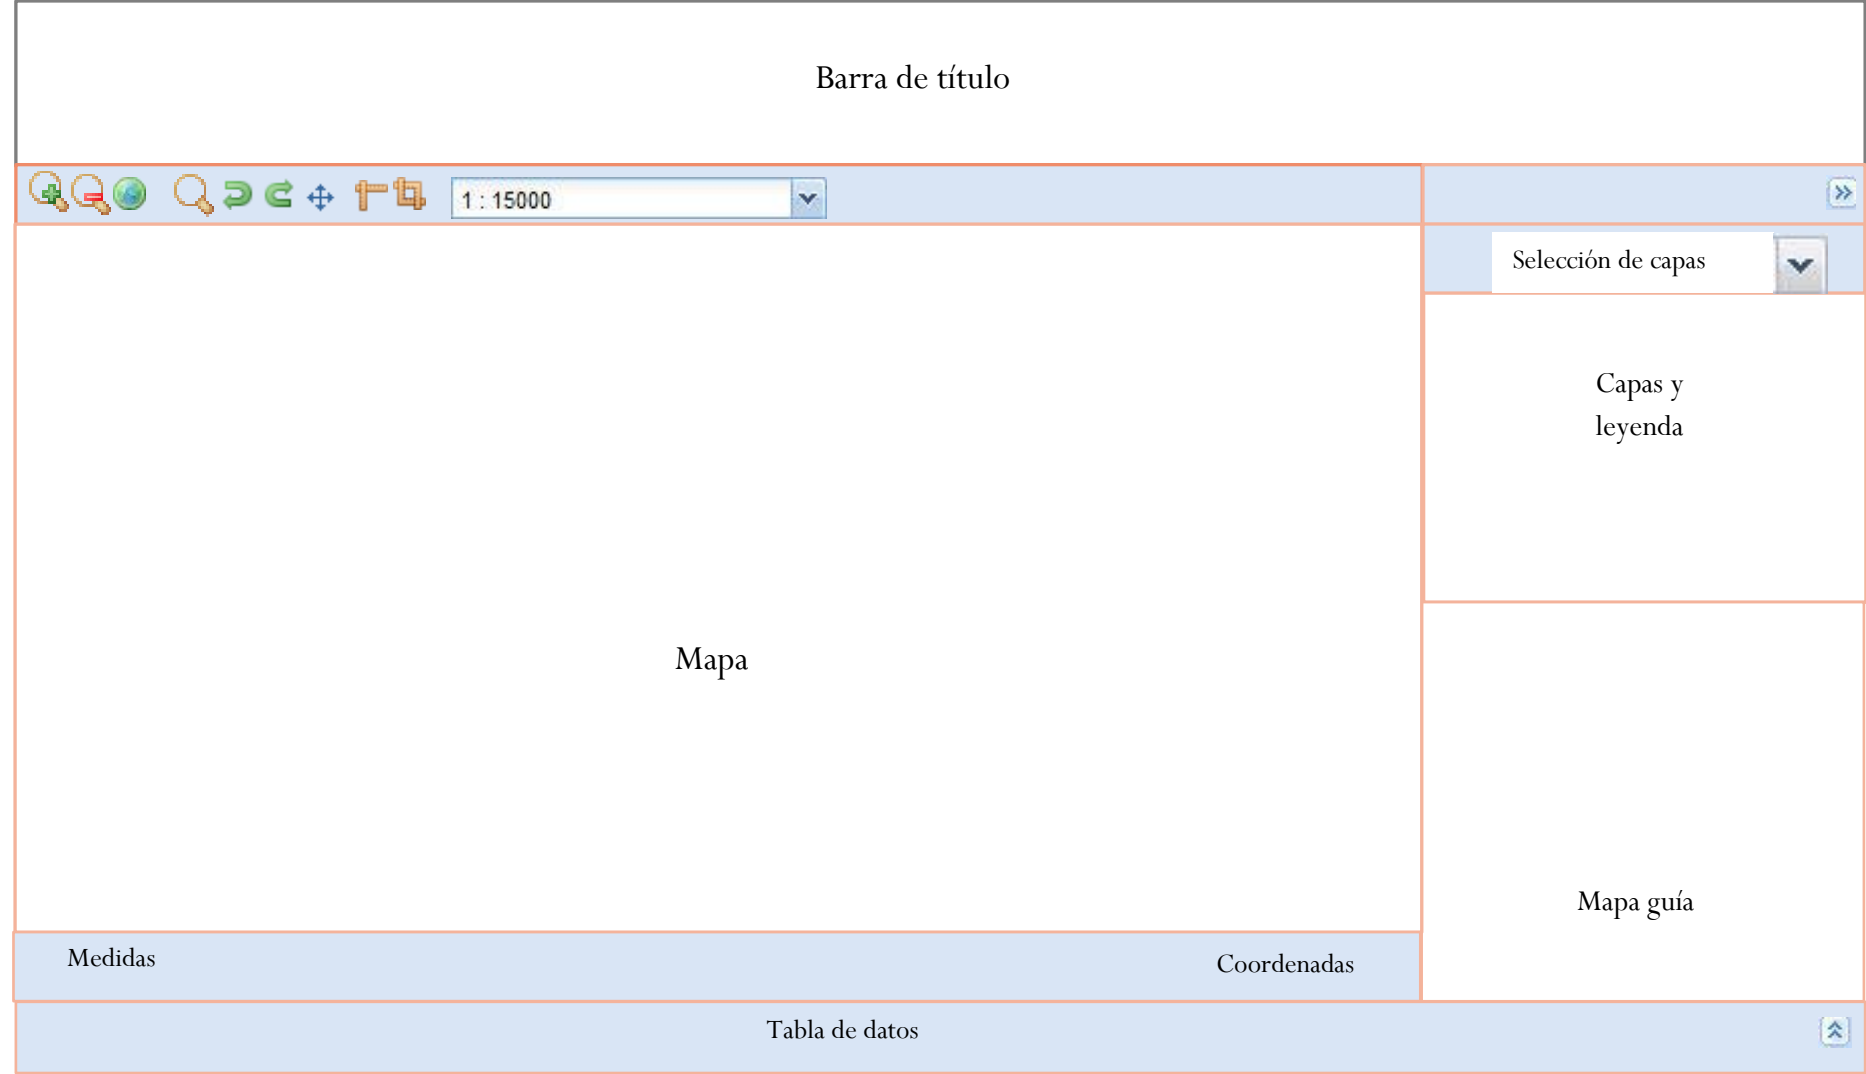 Barra de título
1 : 15000
Selección de capas
Capas y
leyenda
Mapa
Mapa guía
Medidas
Coordenadas
Tabla de datos